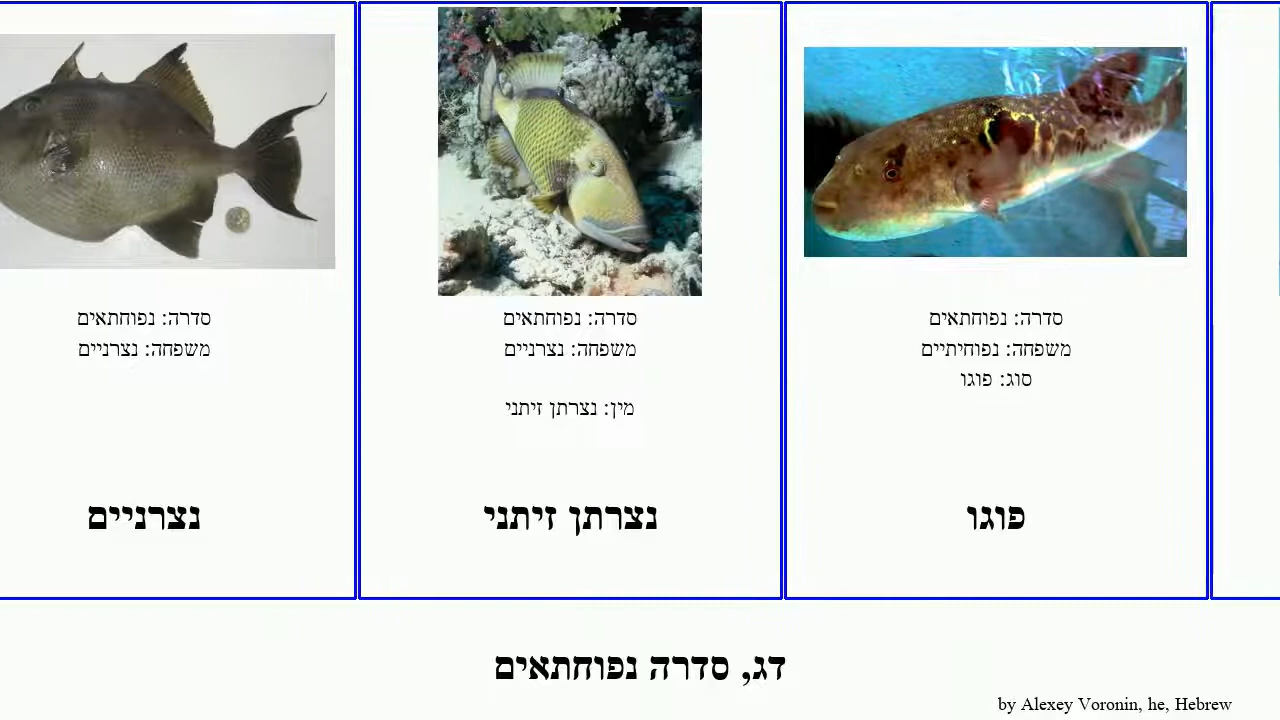 סדרה: נפוחתאים
משפחה: נצרניים
נצרניים
סדרה: נפוחתאים
משפחה: נצרניים
מין: נצרתן זיתני
נצרתן זיתני
סדרה: נפוחתאים
משפחה: נפוחיתיים
סוג: פוגו
פוגו
דג, סדרה נפוחתאים
by Alexey Voronin, he, Hebrew